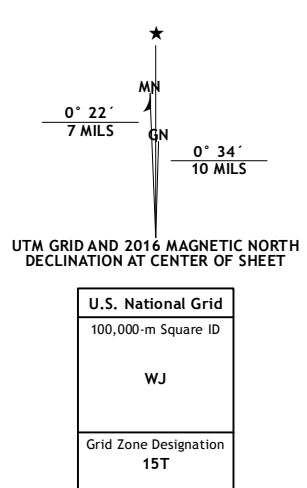 ★
MN
0° 22´
7 MILS
GN
0° 34´
10 MILS
UTM GRID AND 2016 MAGNETIC NORTH
DECLINATION AT CENTER OF SHEET
U.S. National Grid
100,000-m Square ID
WJ
Grid Zone Designation
15T